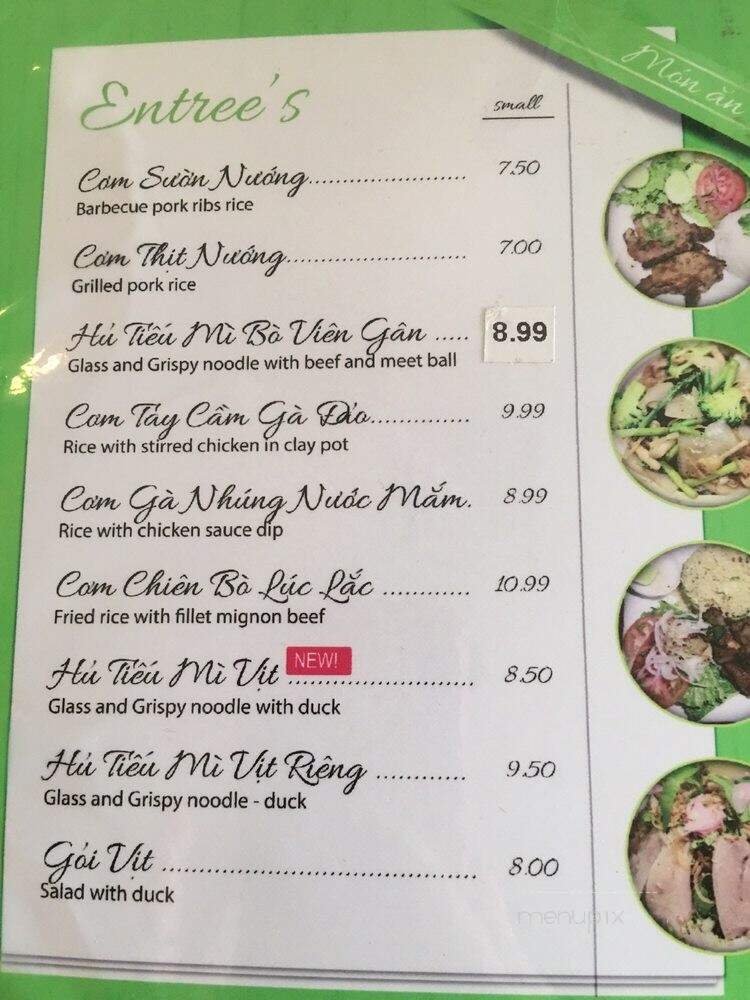 Món ăn
Entree's
small
Cơm Sườn Nướng........................ 7.50
Barbecue pork ribs rice
Cơm Thịt Nướng........................... 7.00
Grilled pork rice
Hủ Tiếu Mì Bò Viên Gân ..... 8.99
Glass and Grispy noodle with beef and meet ball
Cơm Táy Cầm Gà Đảo.............. 9.99
Rice with stirred chicken in clay pot
Cơm Gà Nhúng Nước Mắm. 8.99
Rice with chicken sauce dip
Cơm Chiên Bò Lúc Lắc ............ 10.99
Fried rice with fillet mignon beef
Hủ Tiếu Mì Vịt NEW! ......................... 8.50
Glass and Grispy noodle with duck
Hủ Tiếu Mì Vịt Riêng ............ 9.50
Glass and Grispy noodle - duck
Gỏi Vịt ........................................... 8.00
Salad with duck
menupix